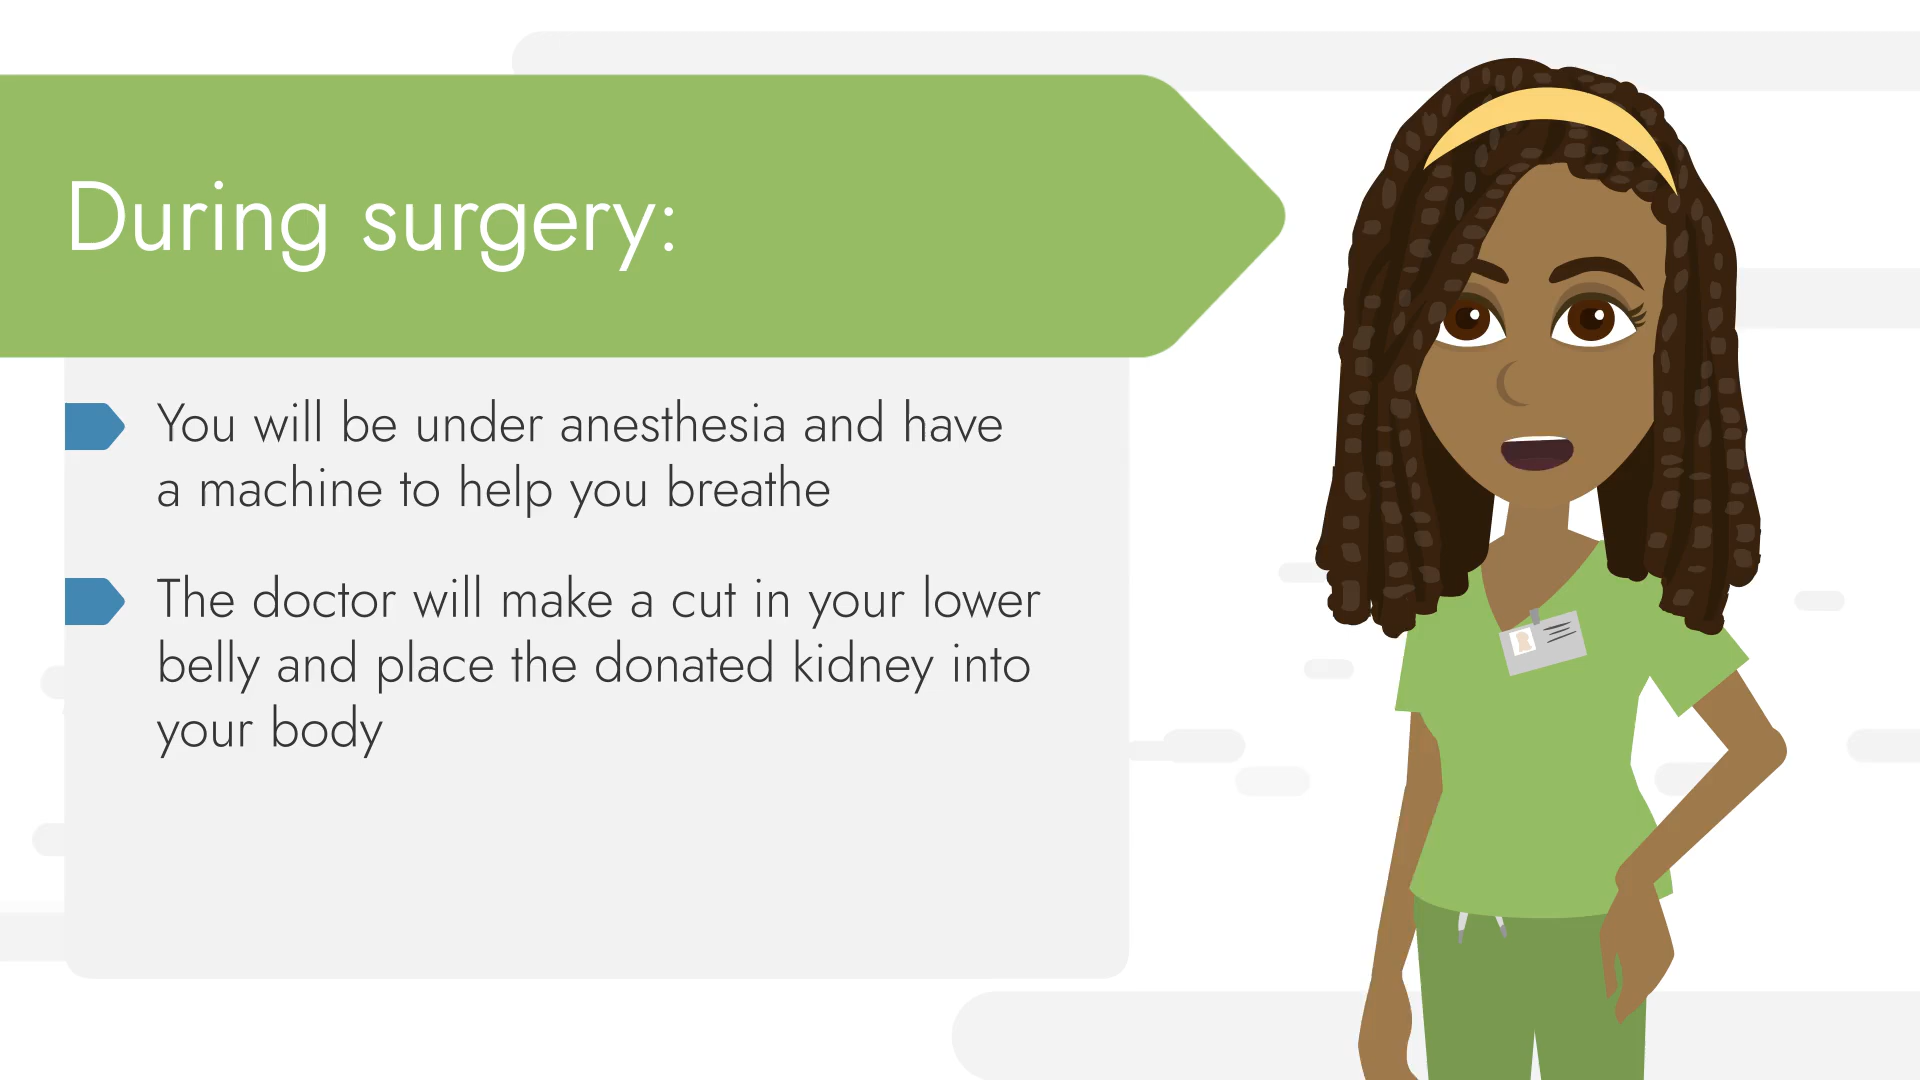 During surgery:
You will be under anesthesia and have
a machine to help you breathe
The doctor will make a cut in your lower
belly and place the donated kidney into
your body